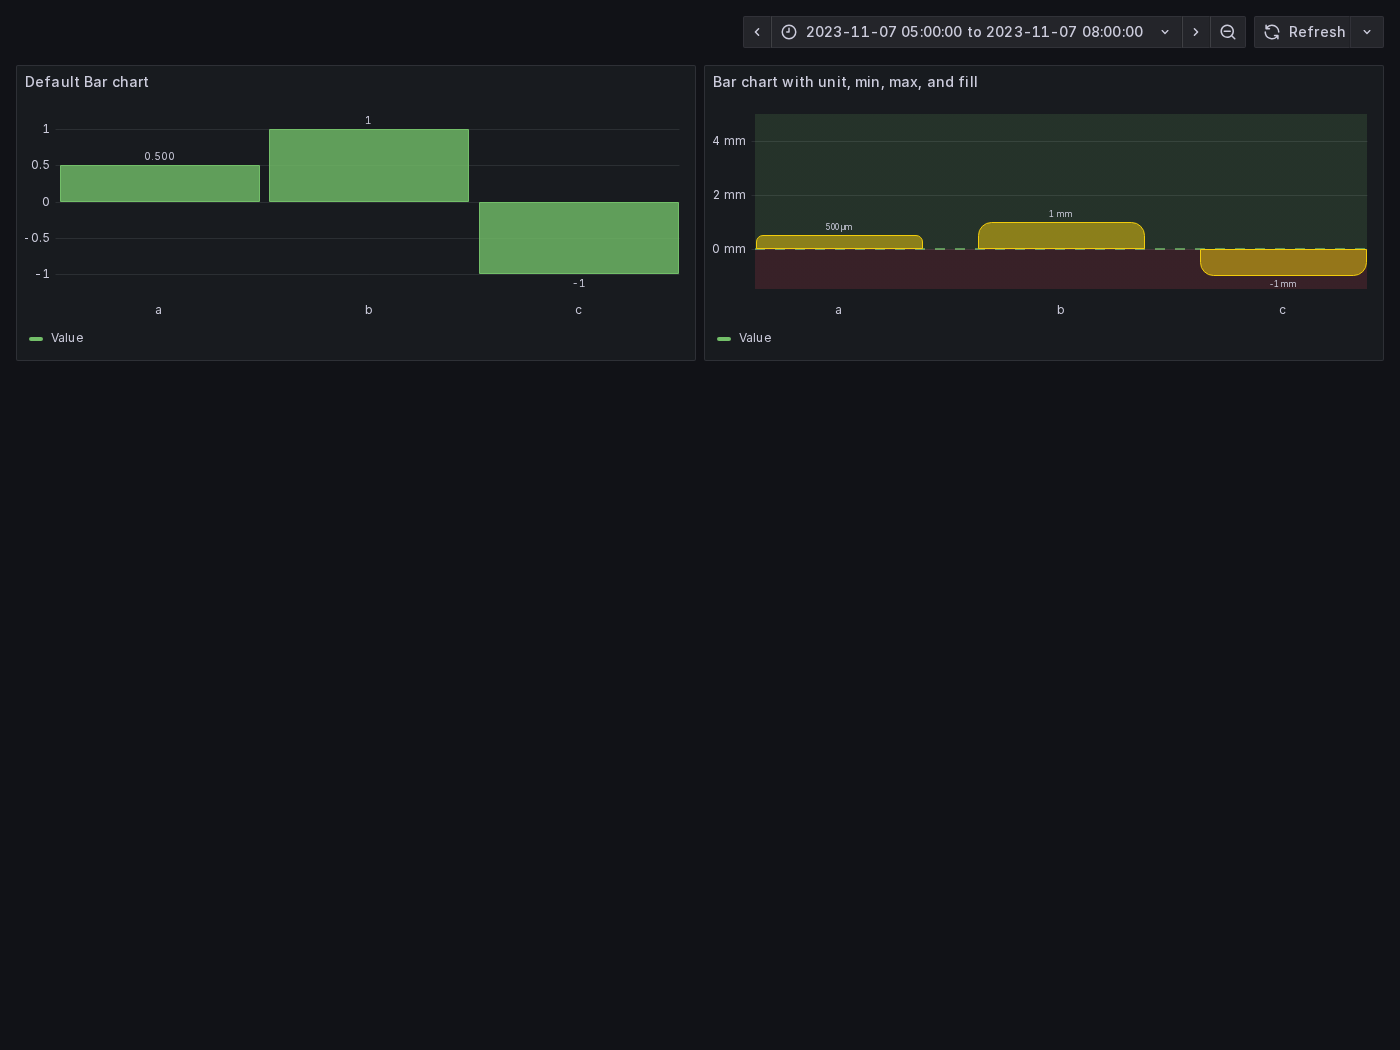 2023-11-07 05:00:00 to 2023-11-07 08:00:00
Refresh
Default Bar chart
1
0.5
0
-0.5
-1
0.500
1
-1
a b c
Value
Bar chart with unit, min, max, and fill
4 mm
2 mm
0 mm
500 µm
1 mm
-1 mm
a b c
Value